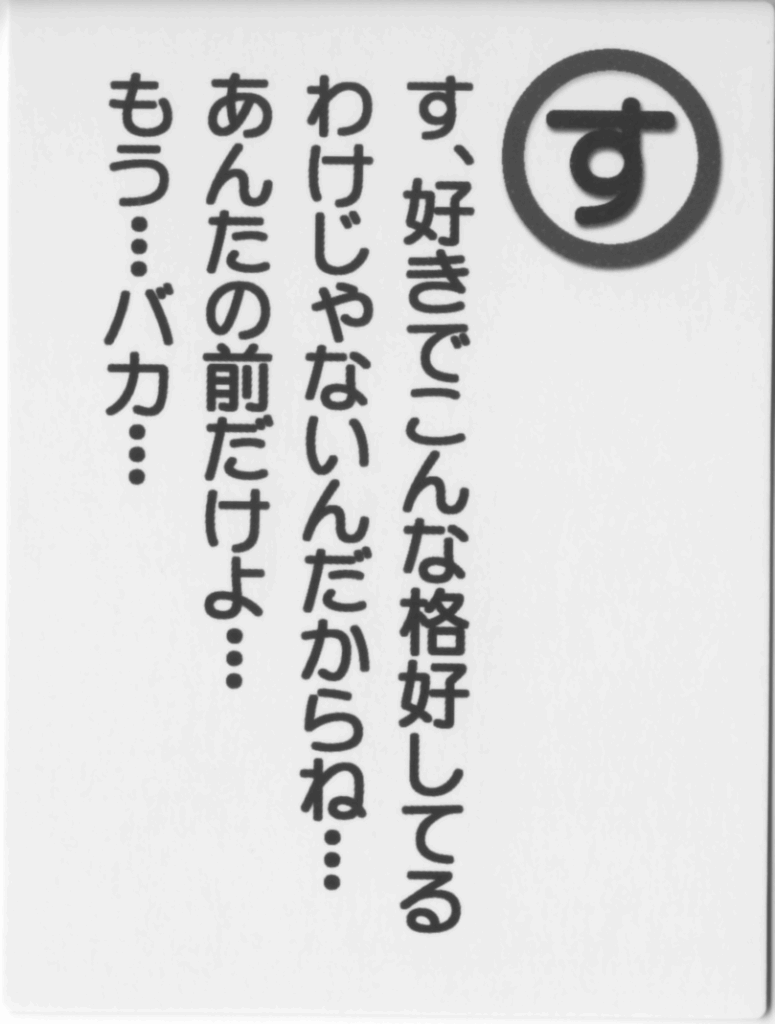 す
す、好きでこんな格好してる
わけじゃないんだからね…
あんたの前だけよ…
もう…バカ…